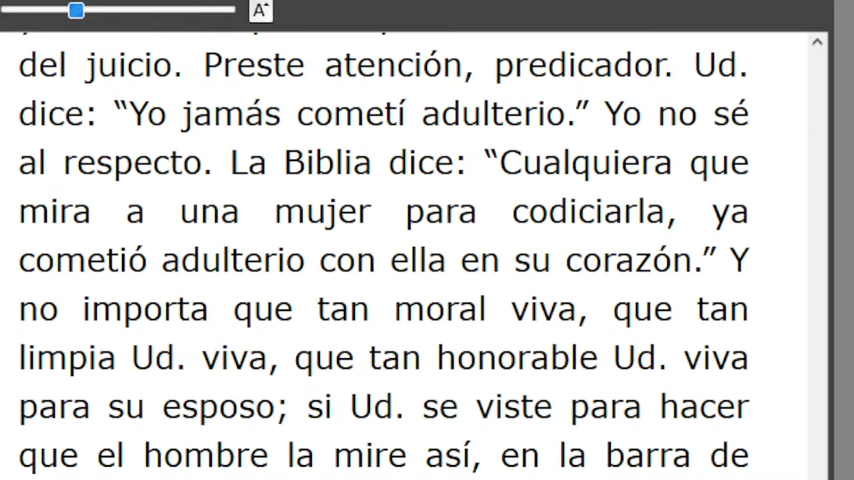 A
del juicio. Preste atención, predicador. Ud.
dice: “Yo jamás cometí adulterio.” Yo no sé
al respecto. La Biblia dice: “Cualquiera que
mira a una mujer para codiciarla, ya
cometió adulterio con ella en su corazón.” Y
no importa que tan moral viva, que tan
limpia Ud. viva, que tan honorable Ud. viva
para su esposo; si Ud. se viste para hacer
que el hombre la mire así, en la barra de